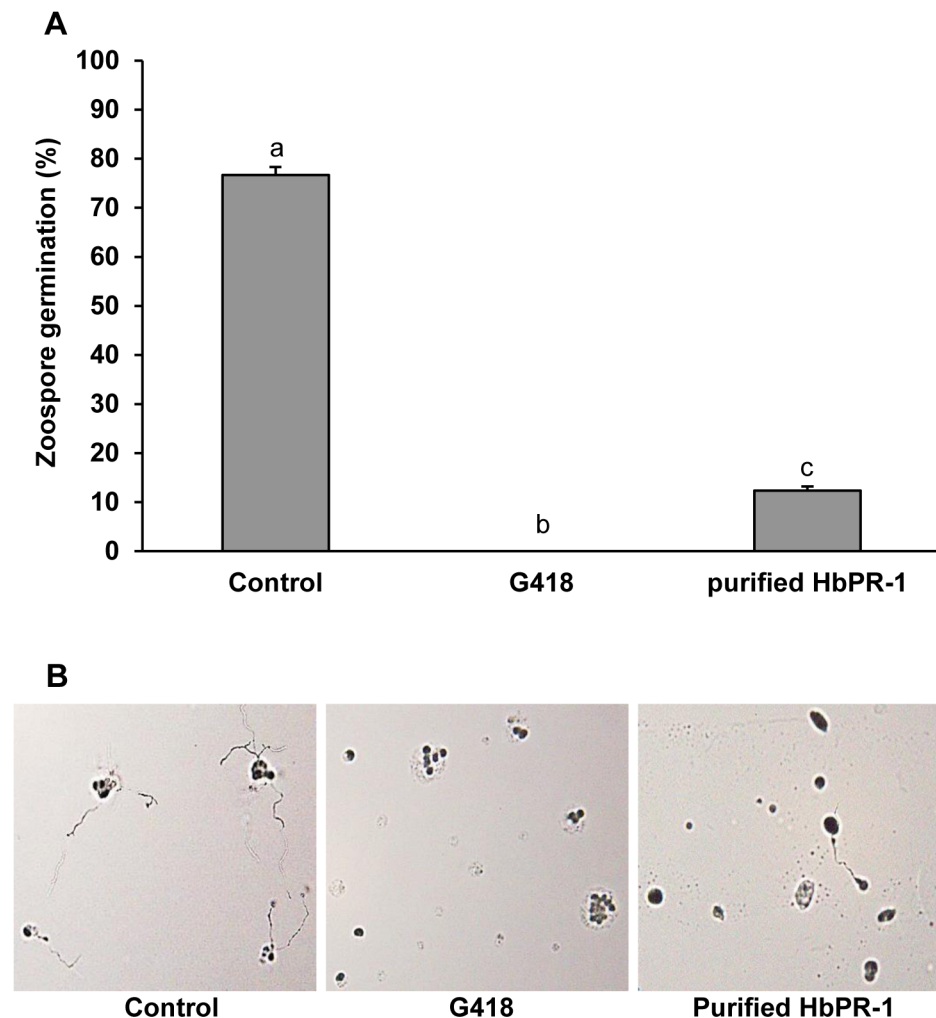 A
100
90
80
70
60
50
40
30
20
10
0
Zoospore germination (%)
a
b
c
Control G418 purified HbPR-1
B
Control G418 Purified HbPR-1